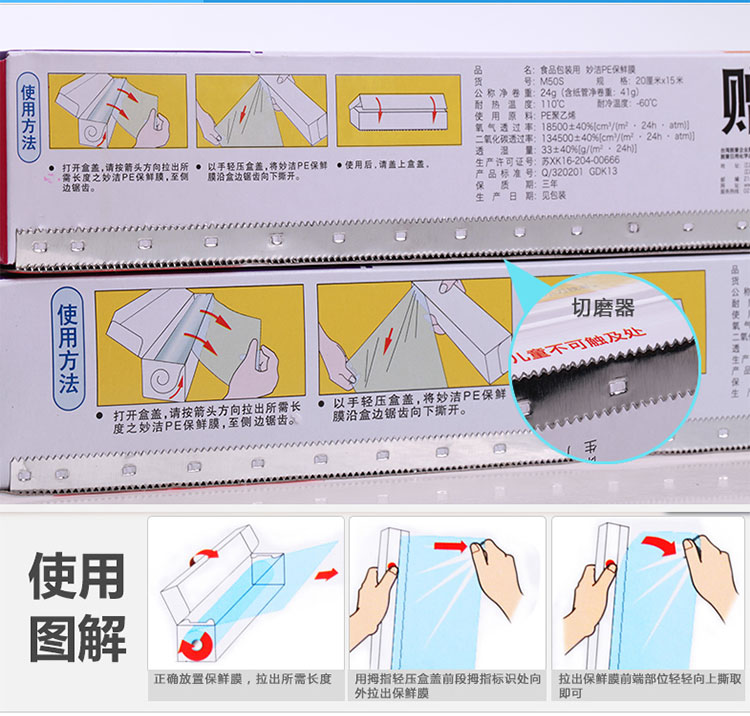 使用方法
• 打开盒盖,请按箭头方向拉出所
需长度之妙洁PE保鲜膜,至侧
边锯齿。
• 以手轻压盒盖,将妙洁PE保
鲜膜沿盒边锯齿向下撕开。
• 使用后,请盖上盒盖。
品名: 食品包装用 妙洁PE保鲜膜
货号: M50S 规格: 20厘米x15米
公称净卷重: 24g (含纸管净卷重: 41g)
耐热温度: 110℃ 耐冷温度: -60℃
使用原料: PE聚乙烯
氧气透过率: 18500±40%[cm³/(m² · 24h · atm)]
二氧化碳透过率: 134500±40%[cm³/(m² · 24h · atm)]
透湿量: 33±40%[g/(m² · 24h)]
生产许可证号: 苏XK16-204-00666
产品标准号: Q/320201 GDK13
保质期: 三年
生产日期: 见包装
使用方法
• 打开盒盖,请按箭头方向拉出所需长
度之妙洁PE保鲜膜,至侧边锯齿。
• 以手轻压盒盖,将妙洁PE保鲜
膜沿盒边锯齿向下撕开。
切磨器
儿童不可触及处
使用
图解
正确放置保鲜膜，拉出所需长度
用拇指轻压盒盖前段拇指标识处向
外拉出保鲜膜
拉出保鲜膜前端部位轻轻向上撕取
即可